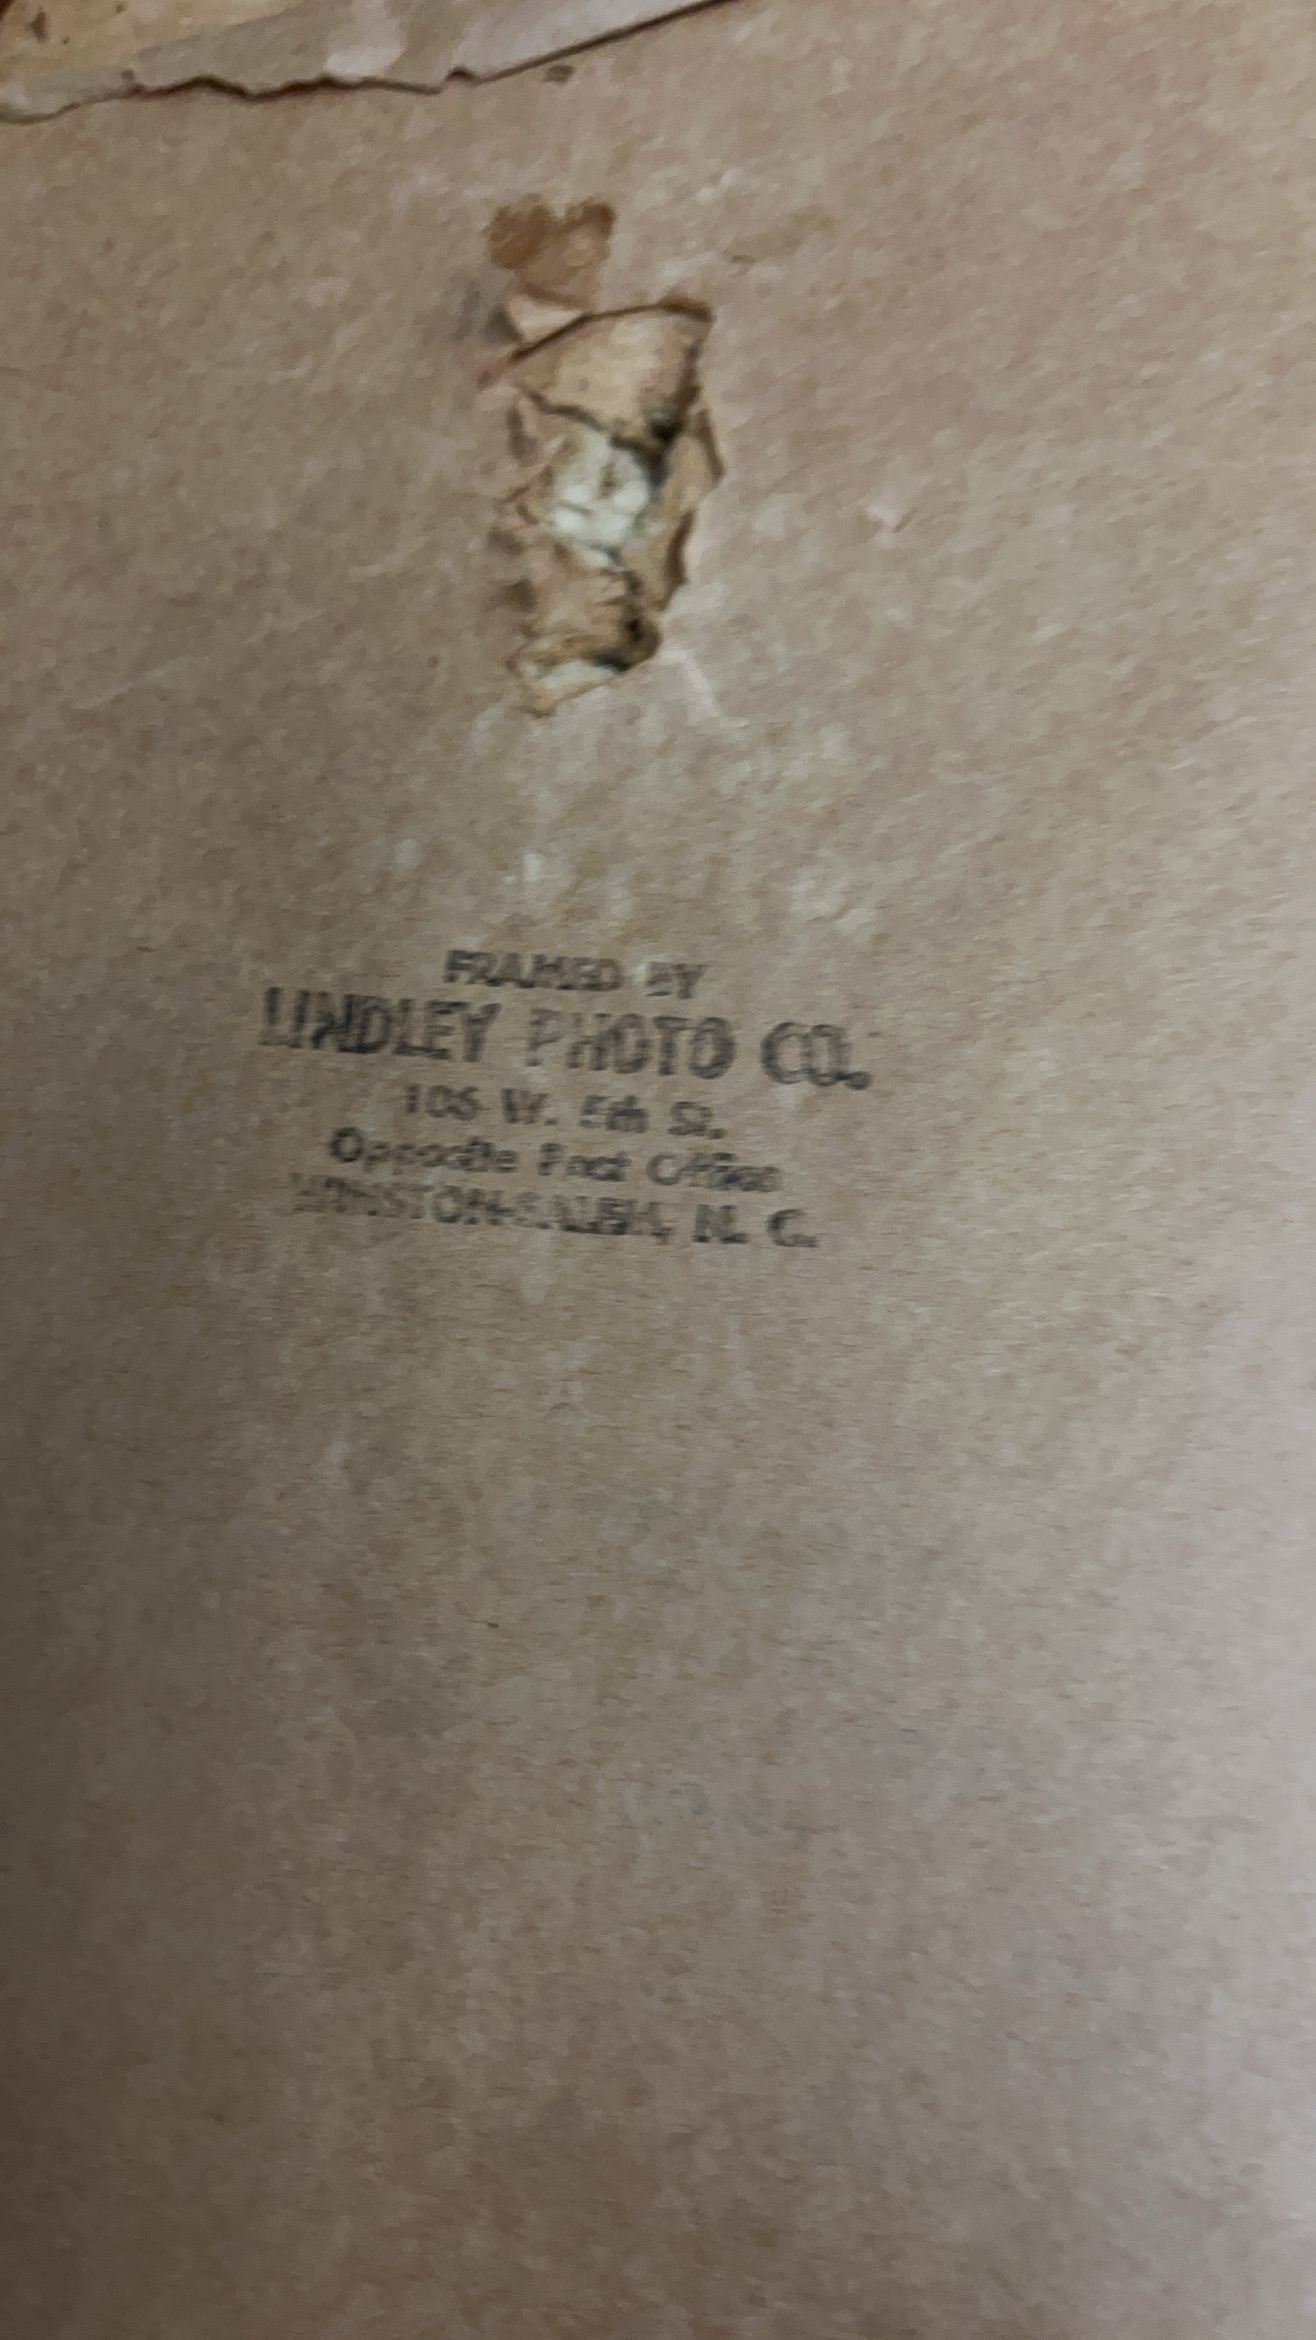 FRAMED BY
LINDLEY PHOTO CO.
106 W. 5th St.
Opposite Post Office
WINSTON-SALEM, N. C.